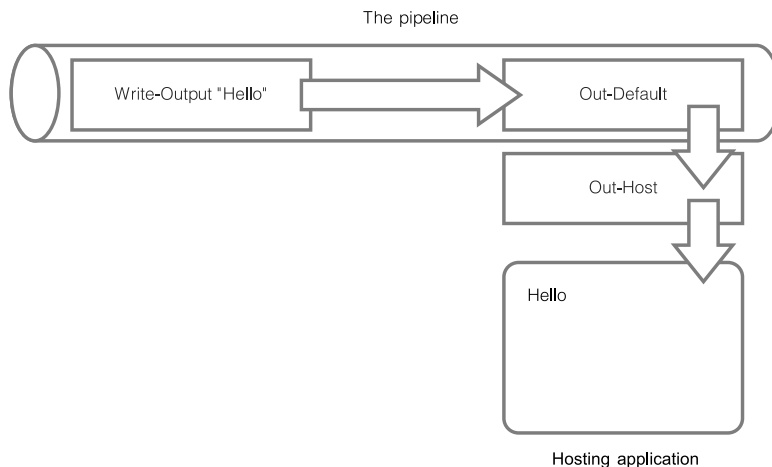 The pipeline
Write-Output "Hello"
Out-Default
Out-Host
Hello
Hosting application